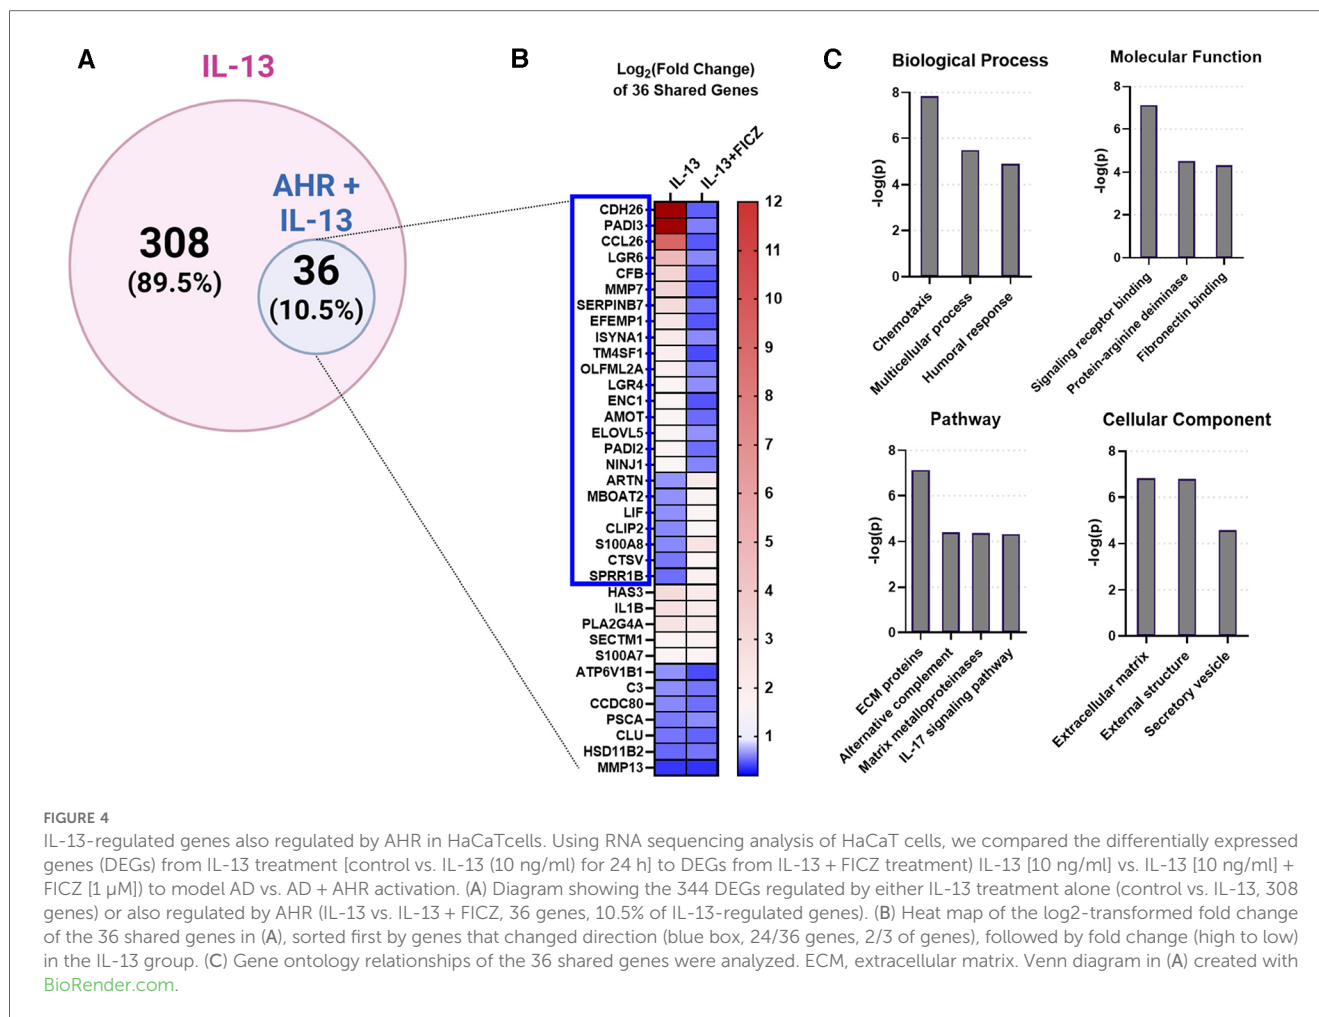 A
IL-13
AHR +
IL-13
308
(89.5%)
36
(10.5%)
B
Log2(Fold Change)
of 36 Shared Genes
IL-13
IL-13+FICZ
CDH26
PADI3
CCL26
LGR6
CFB
MMP7
SERPINB7
EFEMP1
ISYNA1
TM4SF1
OLFML2A
LGR4
ENC1
AMOT
ELOVL5
PADI2
NINJ1
ARTN
MBOAT2
LIF
CLIP2
S100A8
CTSV
SPRR1B
HAS3
IL1B
PLA2G4A
SECTM1
S100A7
ATP6V1B1
C3
CCDC80
PSCA
CLU
HSD11B2
MMP13
12
11
10
9
8
7
6
5
4
3
2
1
C
Biological Process
-log(p)
8
6
4
2
0
Chemotaxis
Multicellular process
Humoral response
Molecular Function
-log(p)
8
6
4
2
0
Signaling receptor binding
Protein-arginine deiminase
Fibronectin binding
Pathway
-log(p)
8
6
4
2
0
ECM proteins
Alternative complement
Matrix metalloproteinases
IL-17 signaling pathway
Cellular Component
-log(p)
8
6
4
2
0
Extracellular matrix
External structure
Secretory vesicle
FIGURE 4
IL-13-regulated genes also regulated by AHR in HaCaTcells. Using RNA sequencing analysis of HaCaT cells, we compared the differentially expressed
genes (DEGs) from IL-13 treatment [control vs. IL-13 (10 ng/ml) for 24 h] to DEGs from IL-13 + FICZ treatment) IL-13 [10 ng/ml] vs. IL-13 [10 ng/ml] +
FICZ [1 µM]) to model AD vs. AD + AHR activation. (A) Diagram showing the 344 DEGs regulated by either IL-13 treatment alone (control vs. IL-13, 308
genes) or also regulated by AHR (IL-13 vs. IL-13 + FICZ, 36 genes, 10.5% of IL-13-regulated genes). (B) Heat map of the log2-transformed fold change
of the 36 shared genes in (A), sorted first by genes that changed direction (blue box, 24/36 genes, 2/3 of genes), followed by fold change (high to low)
in the IL-13 group. (C) Gene ontology relationships of the 36 shared genes were analyzed. ECM, extracellular matrix. Venn diagram in (A) created with
BioRender.com.